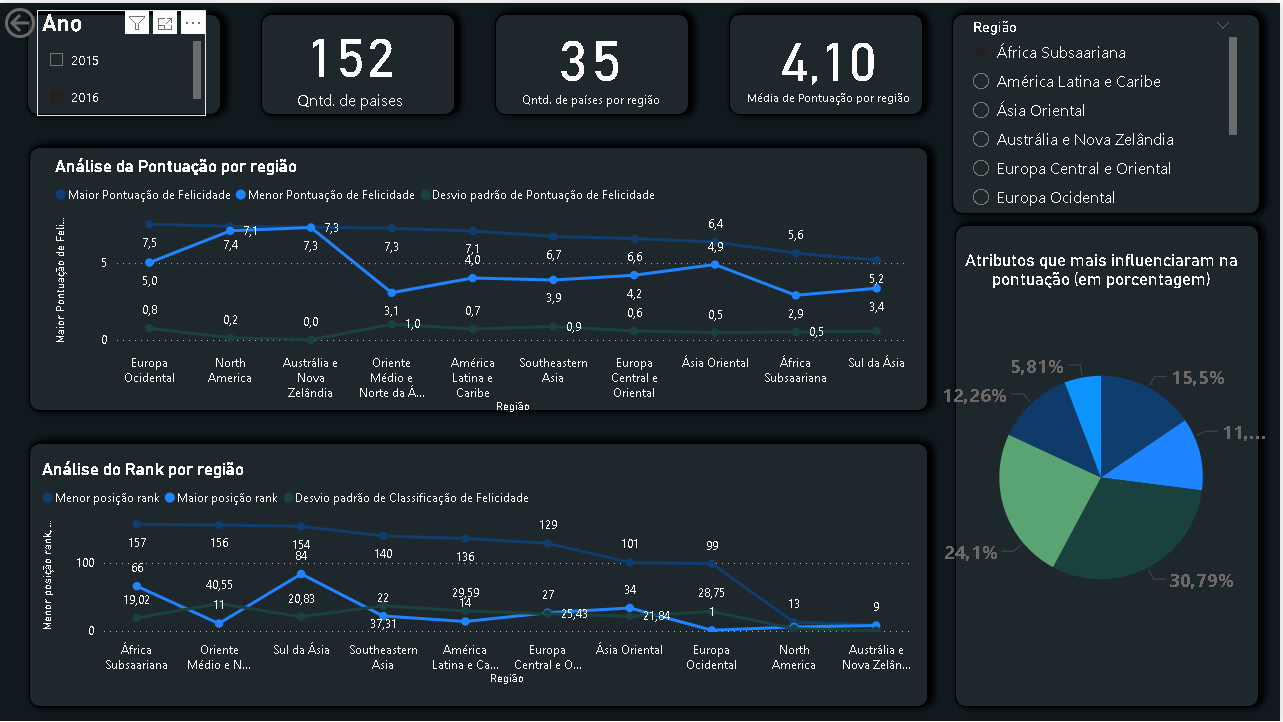 Ano
2015
2016
152
Qntd. de paises
35
Qntd. de países por região
4,10
Média de Pontuação por região
Região
África Subsaariana
América Latina e Caribe
Ásia Oriental
Austrália e Nova Zelândia
Europa Central e Oriental
Europa Ocidental
Análise da Pontuação por região
Maior Pontuação de Felicidade Menor Pontuação de Felicidade Desvio padrão de Pontuação de Felicidade
Maior Pontuação de Feli...
5
0
7,5 7,4 7,3 7,3 7,1 6,7 6,6 6,4 5,6 5,2
5,0 7,1 7,3 3,1 4,0 3,9 4,2 4,9 2,9 3,4
0,8 0,2 0,0 1,0 0,7 0,9 0,6 0,5 0,5
Europa Ocidental
North America
Austrália e Nova Zelândia
Oriente Médio e Norte da Á...
América Latina e Caribe
Southeastern Asia
Europa Central e Oriental
Ásia Oriental
África Subsaariana
Sul da Ásia
Região
Análise do Rank por região
Menor posição rank Maior posição rank Desvio padrão de Classificação de Felicidade
Menor posição rank,...
100
0
157 156 154 140 136 129 101 99 13 9
66 11 84 22 14 27 34 1
19,02 40,55 20,83 37,31 29,59 25,43 21,84 28,75
África Subsaariana
Oriente Médio e N...
Sul da Ásia
Southeastern Asia
América Latina e Ca...
Europa Central e O...
Ásia Oriental
Europa Ocidental
North America
Austrália e Nova Zelân...
Região
Atributos que mais influenciaram na
pontuação (em porcentagem)
5,81%
15,5%
12,26%
11,...
24,1%
30,79%